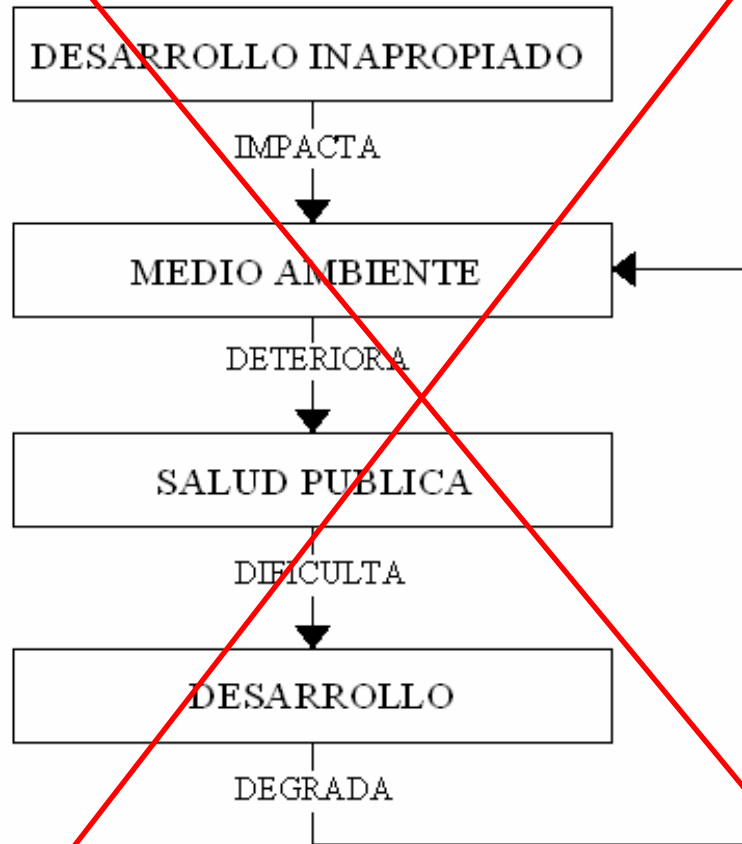 DESARROLLO INAPROPIADO
IMPACTA
MEDIO AMBIENTE
DETERIORA
SALUD PUBLICA
DIFICULTA
DESARROLLO
DEGRADA